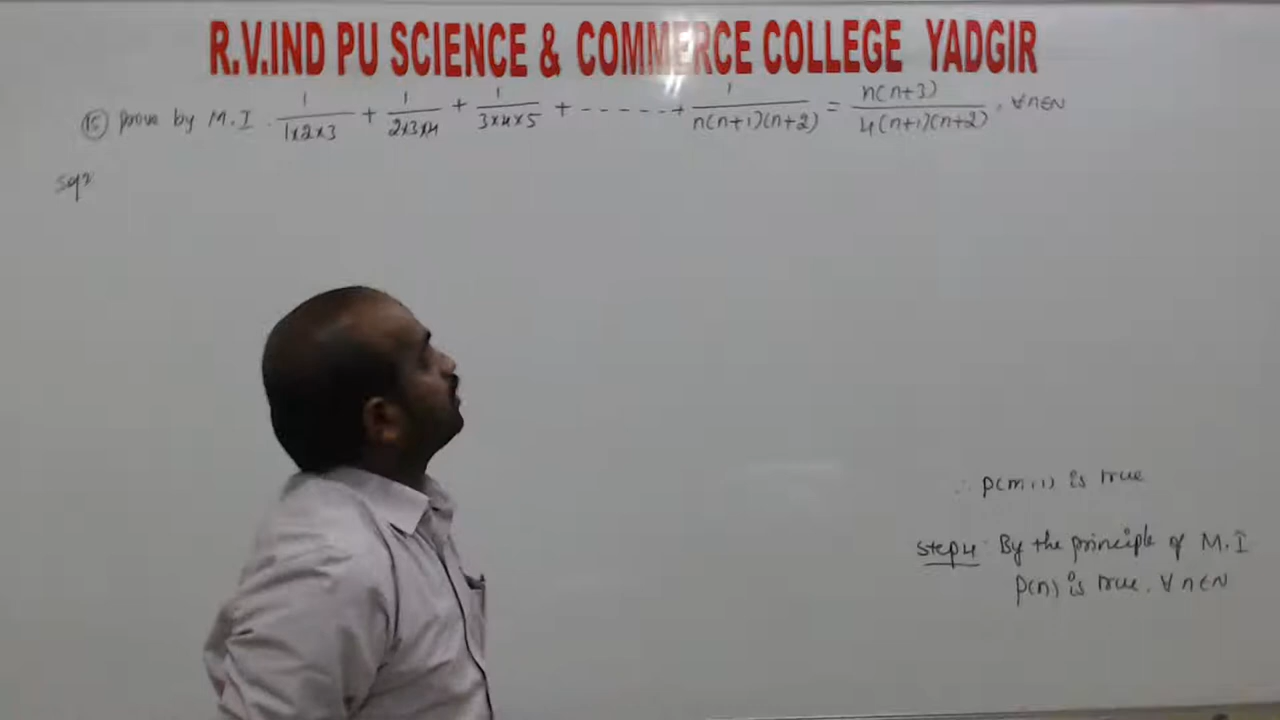 R.V.IND PU SCIENCE & COMMERCE COLLEGE YADGIR
15 prove by M.I. 1/1x2x3 + 1/2x3x4 + 1/3x4x5 + ------+ 1/n(n+1)(n+2) = n(n+3)/4(n+1)(n+2), ∀n∈N
Sol?
∴ p(m+1) is true
Step4: By the principle of M.I
p(n) is true. ∀n∈N